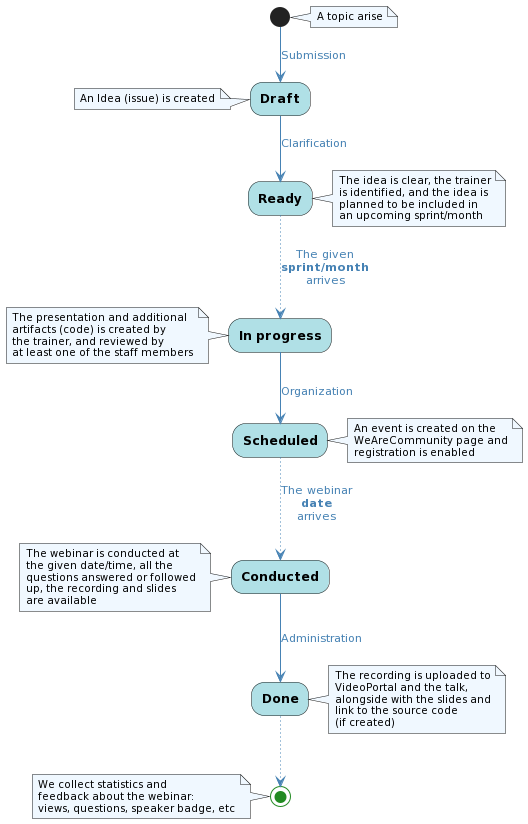 A topic arise
Submission
An Idea (issue) is created
Draft
Clarification
Ready
The idea is clear, the trainer
is identified, and the idea is
planned to be included in
an upcoming sprint/month
The given
sprint/month
arrives
The presentation and additional
artifacts (code) is created by
the trainer, and reviewed by
at least one of the staff members
In progress
Organization
Scheduled
An event is created on the
WeAreCommunity page and
registration is enabled
The webinar
date
arrives
The webinar is conducted at
the given date/time, all the
questions answered or followed
up, the recording and slides
are available
Conducted
Administration
Done
The recording is uploaded to
VideoPortal and the talk,
alongside with the slides and
link to the source code
(if created)
We collect statistics and
feedback about the webinar:
views, questions, speaker badge, etc